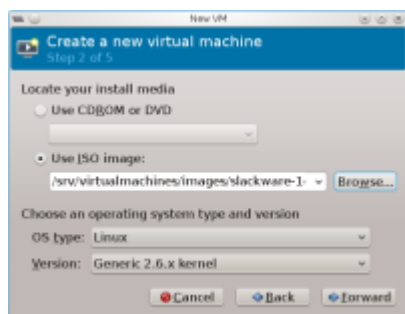 New VM
Create a new virtual machine
Step 2 of 5
Locate your install media
Use CDROM or DVD
Use ISO image:
/srv/virtualmachines/images/slackware-1- Browse...
Choose an operating system type and version
OS type: Linux
Version: Generic 2.6.x kernel
Cancel Back Forward